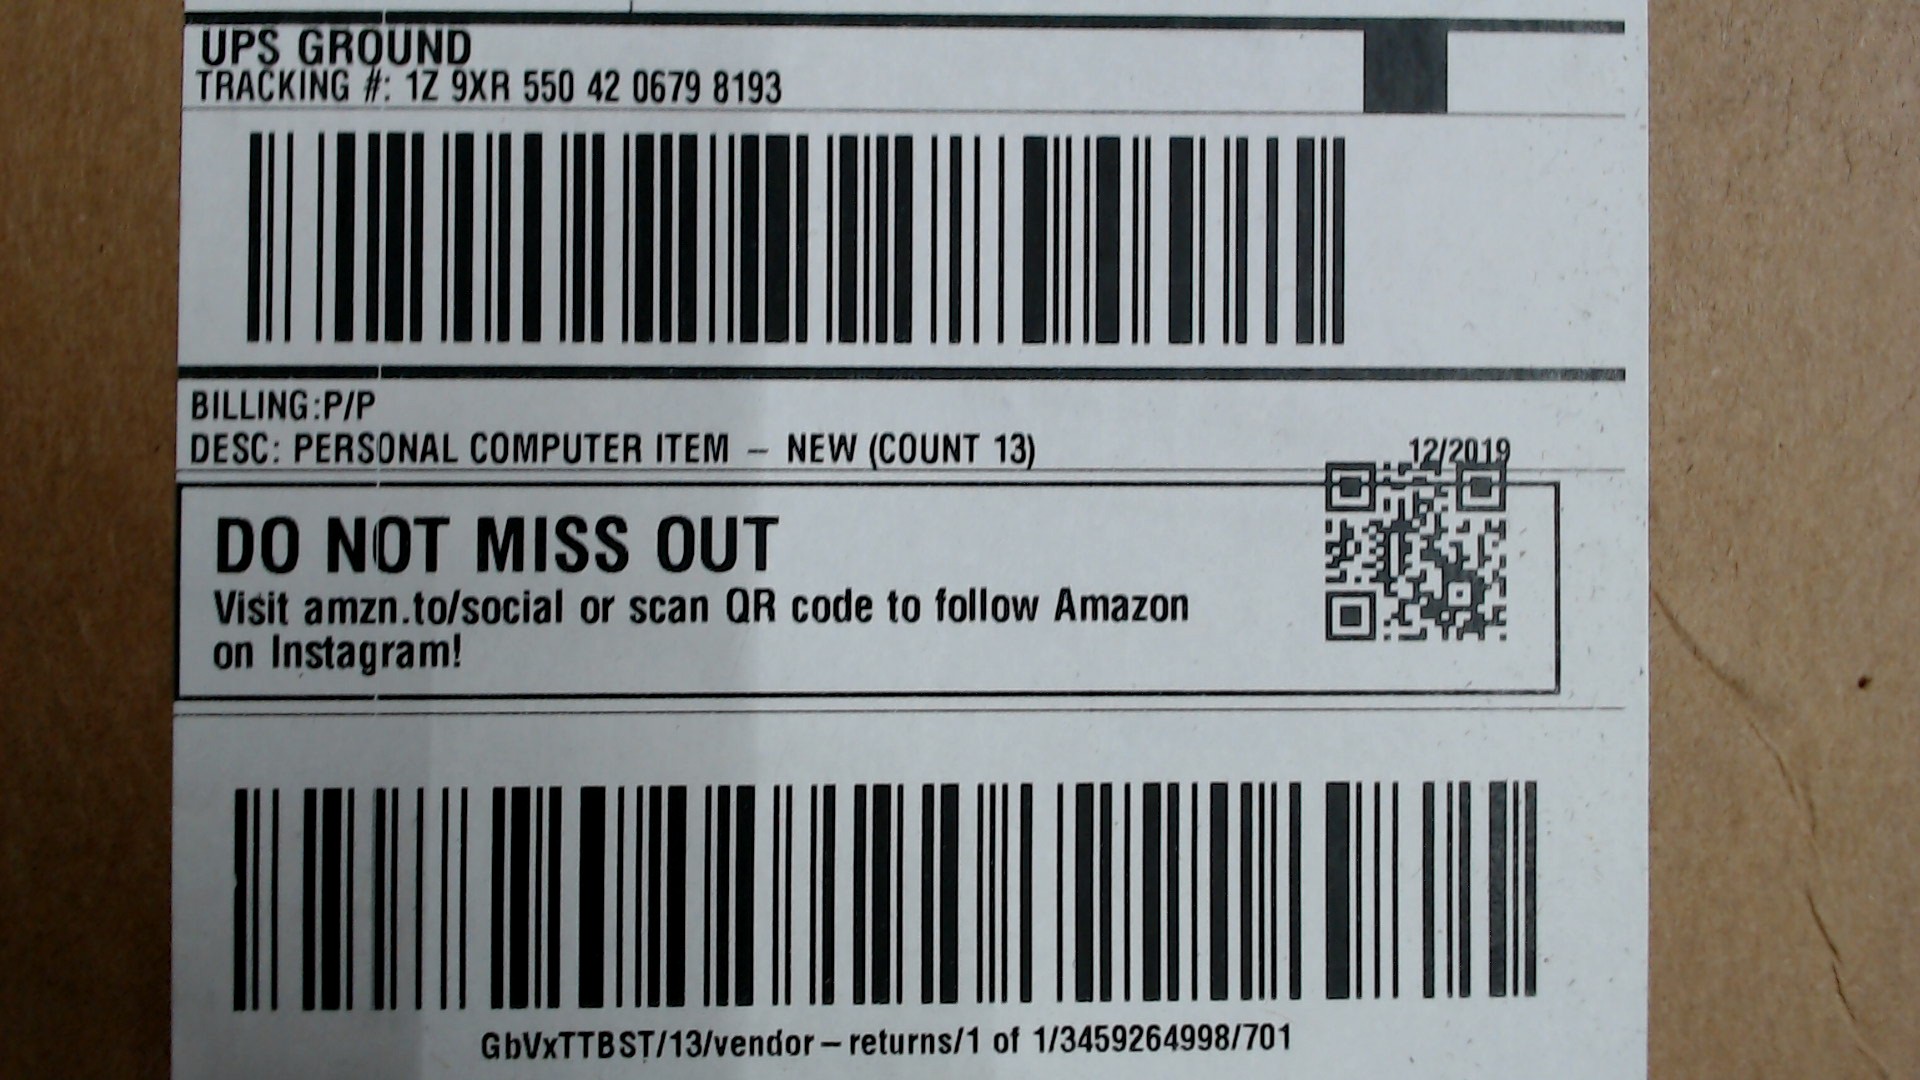 UPS GROUND
TRACKING #: 1Z 9XR 550 42 0679 8193
BILLING:P/P
DESC: PERSONAL COMPUTER ITEM – NEW (COUNT 13)
12/2019
DO NOT MISS OUT
Visit amzn.to/social or scan QR code to follow Amazon
on Instagram!
GbVxTTBST/13/vendor–returns/1 of 1/3459264998/701